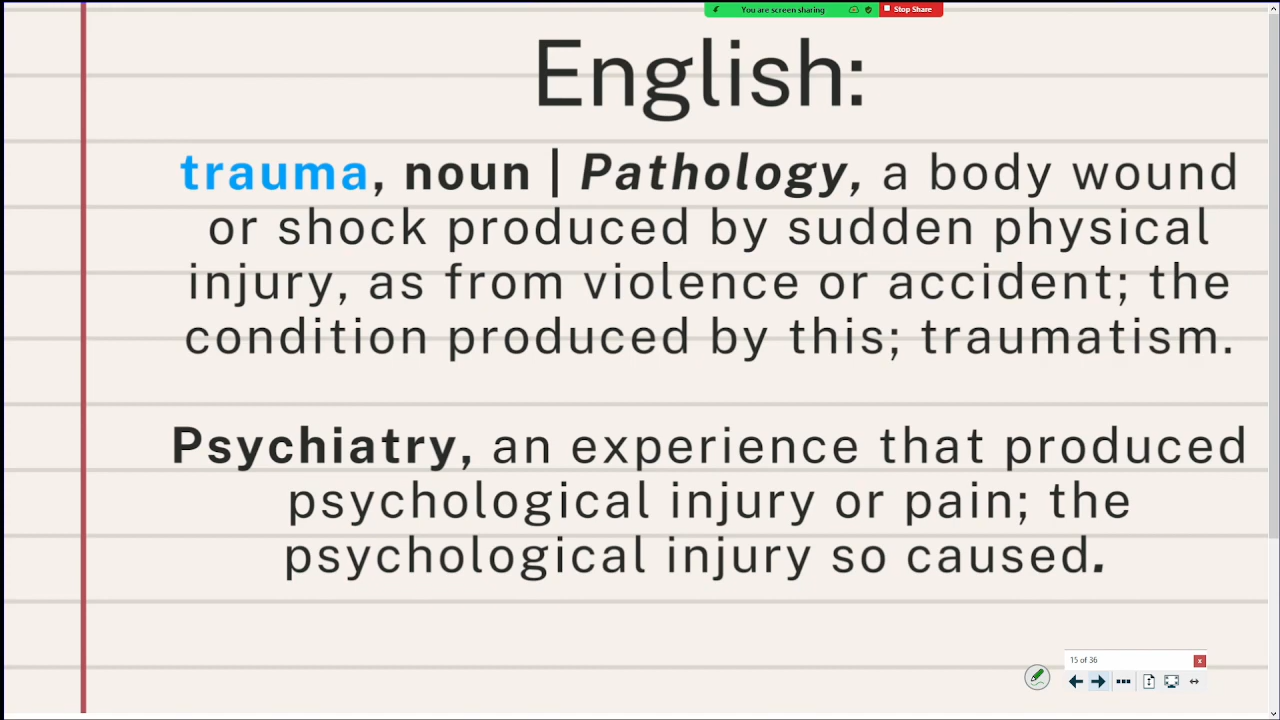 You are screen sharing
Stop Share
English:
trauma, noun | Pathology, a body wound
or shock produced by sudden physical
injury, as from violence or accident; the
condition produced by this; traumatism.
Psychiatry, an experience that produced
psychological injury or pain; the
psychological injury so caused.
15 of 36